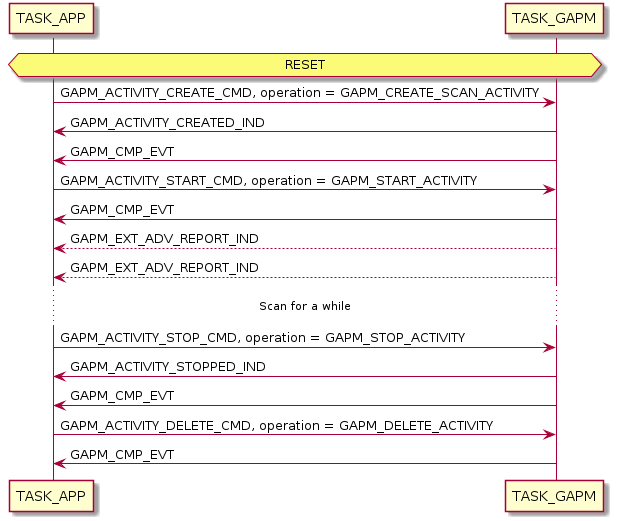 TASK_APP TASK_GAPM
RESET
GAPM_ACTIVITY_CREATE_CMD, operation = GAPM_CREATE_SCAN_ACTIVITY
GAPM_ACTIVITY_CREATED_IND
GAPM_CMP_EVT
GAPM_ACTIVITY_START_CMD, operation = GAPM_START_ACTIVITY
GAPM_CMP_EVT
GAPM_EXT_ADV_REPORT_IND
GAPM_EXT_ADV_REPORT_IND
Scan for a while
GAPM_ACTIVITY_STOP_CMD, operation = GAPM_STOP_ACTIVITY
GAPM_ACTIVITY_STOPPED_IND
GAPM_CMP_EVT
GAPM_ACTIVITY_DELETE_CMD, operation = GAPM_DELETE_ACTIVITY
GAPM_CMP_EVT
TASK_APP TASK_GAPM